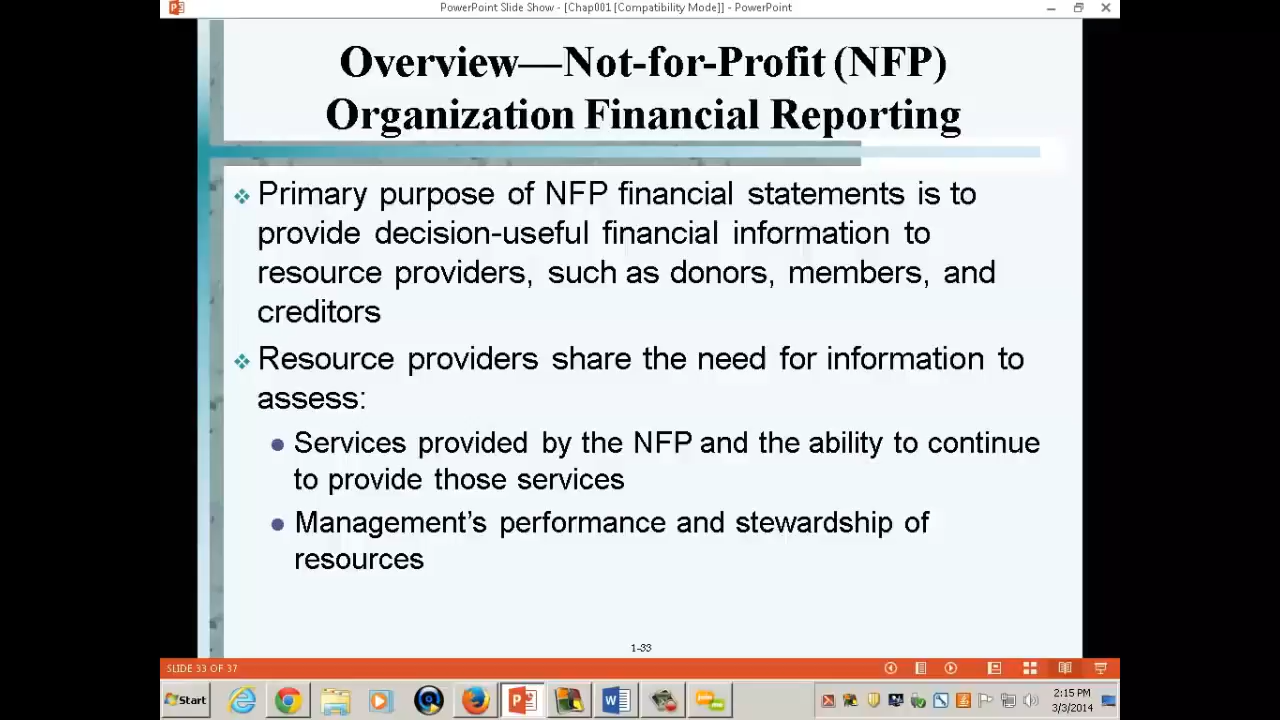 PowerPoint Slide Show - [Chap001 [Compatibility Mode]] - PowerPoint
Overview—Not-for-Profit (NFP)
Organization Financial Reporting
Primary purpose of NFP financial statements is to
provide decision-useful financial information to
resource providers, such as donors, members, and
creditors
Resource providers share the need for information to
assess:
Services provided by the NFP and the ability to continue
to provide those services
Management's performance and stewardship of
resources
1-33
SLIDE 33 OF 37
Start
2:15 PM
3/3/2014